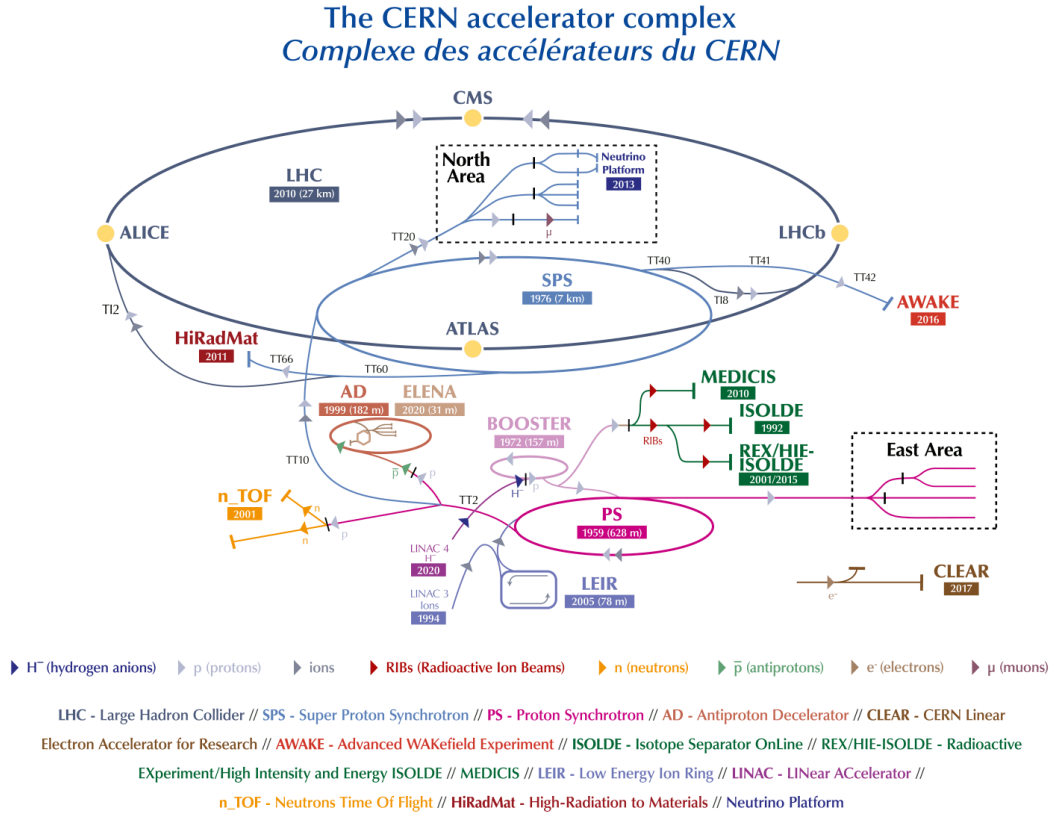 The CERN accelerator complex
Complexe des accélérateurs du CERN
CMS
North
Area
Neutrino
Platform
2013
LHC
2010 (27 km)
μ
ALICE
LHCb
TT20
TT40
TT41
TT42
SPS
1976 (7 km)
TI8
AWAKE
2016
TI2
ATLAS
HiRadMat
2011
TT66
TT60
AD
1999 (182 m)
ELENA
2020 (31 m)
MEDICIS
2010
BOOSTER
1972 (157 m)
ISOLDE
1992
RIBs
REX/HIE-
ISOLDE
2001/2015
East Area
TT10
p̅
p
H⁻
p
TT2
n_TOF
2001
n
n
p
PS
1959 (628 m)
LINAC 4
H⁻
2020
LINAC 3
Ions
1994
LEIR
2005 (78 m)
CLEAR
2017
e⁻
H⁻ (hydrogen anions)
p (protons)
ions
RIBs (Radioactive Ion Beams)
n (neutrons)
p̅ (antiprotons)
e⁻ (electrons)
μ (muons)
LHC - Large Hadron Collider // SPS - Super Proton Synchrotron // PS - Proton Synchrotron // AD - Antiproton Decelerator // CLEAR - CERN Linear
Electron Accelerator for Research // AWAKE - Advanced WAKefield Experiment // ISOLDE - Isotope Separator OnLine // REX/HIE-ISOLDE - Radioactive
EXperiment/High Intensity and Energy ISOLDE // MEDICIS // LEIR - Low Energy Ion Ring // LINAC - LINear ACcelerator //
n_TOF - Neutrons Time Of Flight // HiRadMat - High-Radiation to Materials // Neutrino Platform